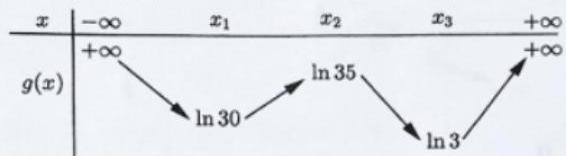 x −∞ x₁ x₂ x₃ +∞
+∞ +∞
g(x) ln 35
ln 30
ln 3